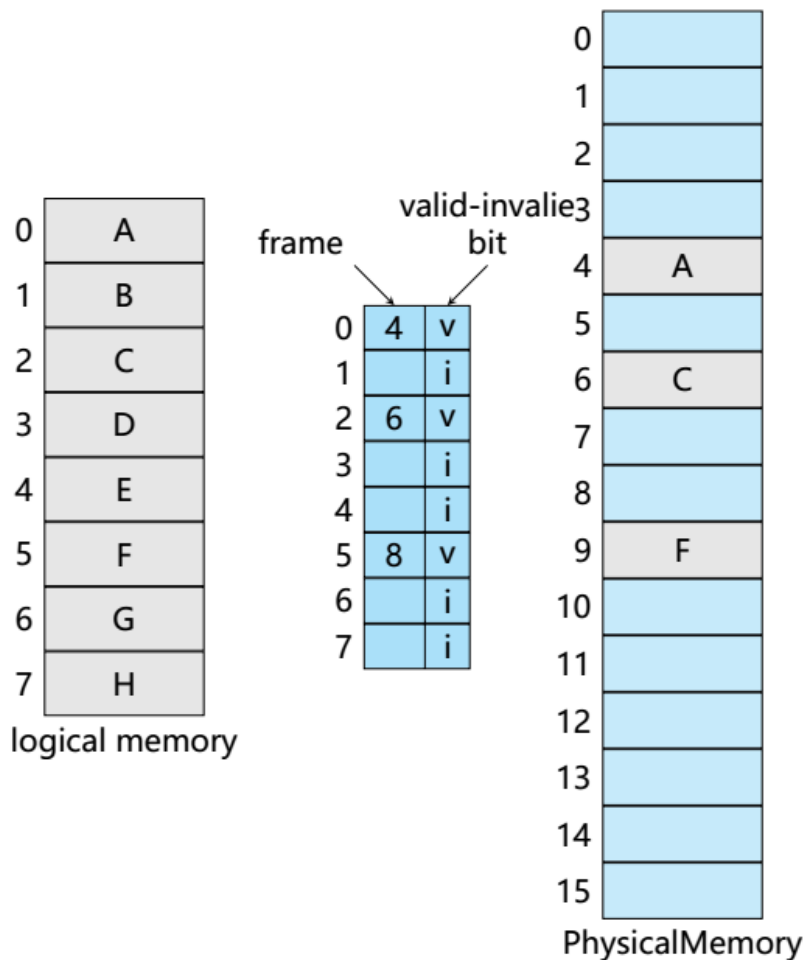 0 A
1 B
2 C
3 D
4 E
5 F
6 G
7 H
logical memory
frame
valid-invalie
bit
0 4 v
1 i
2 6 v
3 i
4 i
5 8 v
6 i
7 i
0
1
2
3
4 A
5
6 C
7
8
9 F
10
11
12
13
14
15
PhysicalMemory